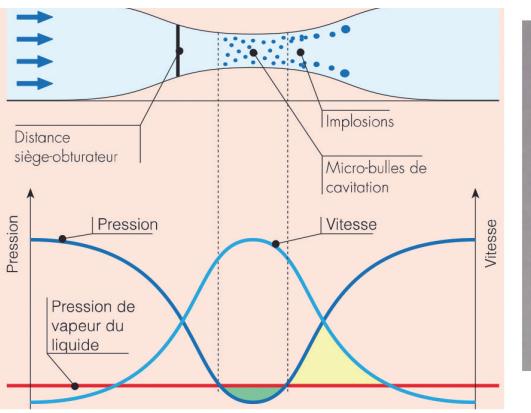 Distance
siège-obturateur
Implosions
Micro-bulles de
cavitation
Pression
Pression
Vitesse
Vitesse
Pression de
vapeur du
liquide